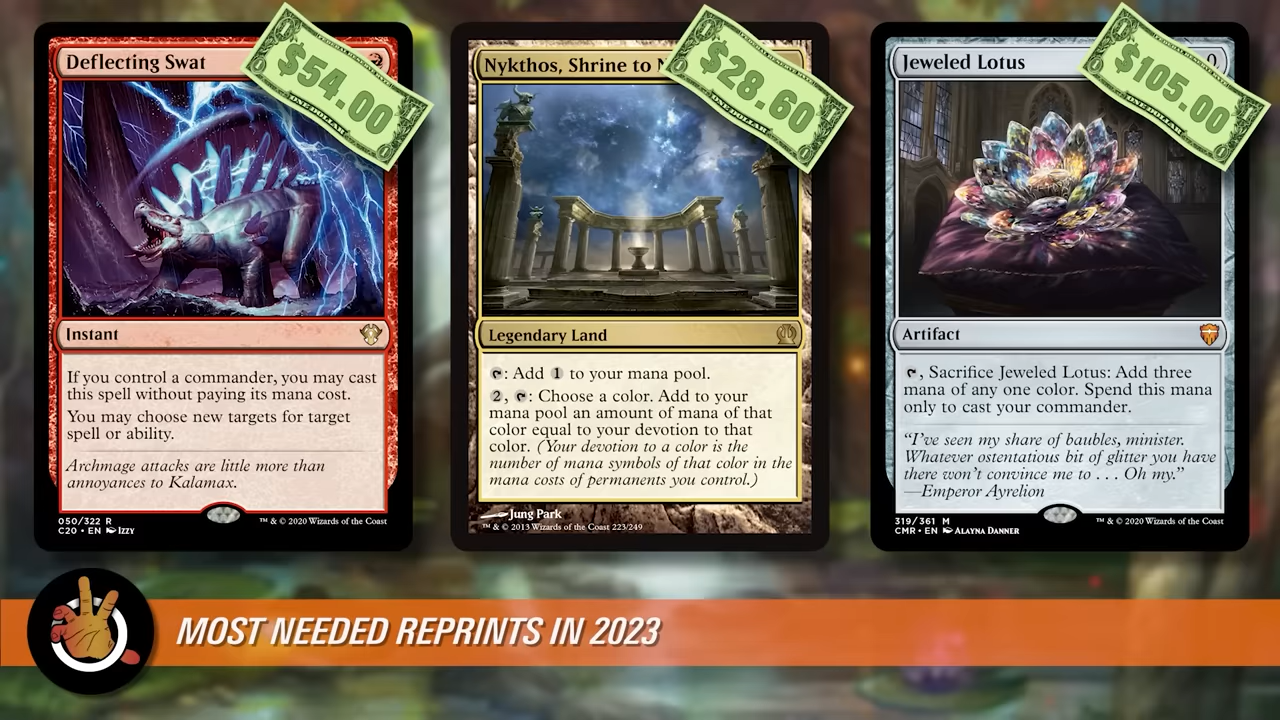 Deflecting Swat
$54.00
ONE DOLLAR
Instant
If you control a commander, you may cast
this spell without paying its mana cost.
You may choose new targets for target
spell or ability.
Archmage attacks are little more than
annoyances to Kalamax.
050/322 R
C20 • EN IZZY
™ & © 2020 Wizards of the Coast
Nykthos, Shrine to N
$28.60
ONE DOLLAR
Legendary Land
: Add 1 to your mana pool.
2, : Choose a color. Add to your
mana pool an amount of mana of that
color equal to your devotion to that
color. (Your devotion to a color is the
number of mana symbols of that color in the
mana costs of permanents you control.)
Jung Park
™ & © 2013 Wizards of the Coast 223/249
Jeweled Lotus
0
$105.00
ONE DOLLAR
Artifact
, Sacrifice Jeweled Lotus: Add three
mana of any one color. Spend this mana
only to cast your commander.
“I’ve seen my share of baubles, minister.
Whatever ostentatious bit of glitter you have
there won’t convince me to . . . Oh my.”
—Emperor Ayrelion
319/361 M
CMR • EN ALAYNA DANNER
™ & © 2020 Wizards of the Coast
MOST NEEDED REPRINTS IN 2023